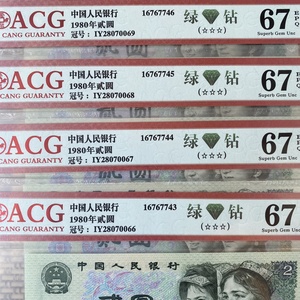 ACG 中国人民银行 16767746 绿 钻 67 E
CANG GUARANTY 1980年贰圆 P
冠号：IY28070069 (☆☆☆) Superb Gem Unc Q
ACG 中国人民银行 16767745 绿 钻 67 E
CANG GUARANTY 1980年贰圆 P
冠号：IY28070068 (☆☆☆) Superb Gem Unc Q
ACG 中国人民银行 16767744 绿 钻 67 E
CANG GUARANTY 1980年贰圆 P
冠号：IY28070067 (☆☆☆) Superb Gem Unc Q
ACG 中国人民银行 16767743 绿 钻 67
CANG GUARANTY 1980年贰圆
冠号：IY28070066 (☆☆☆) Superb Gem Unc
中国人民银行 2
贰圆